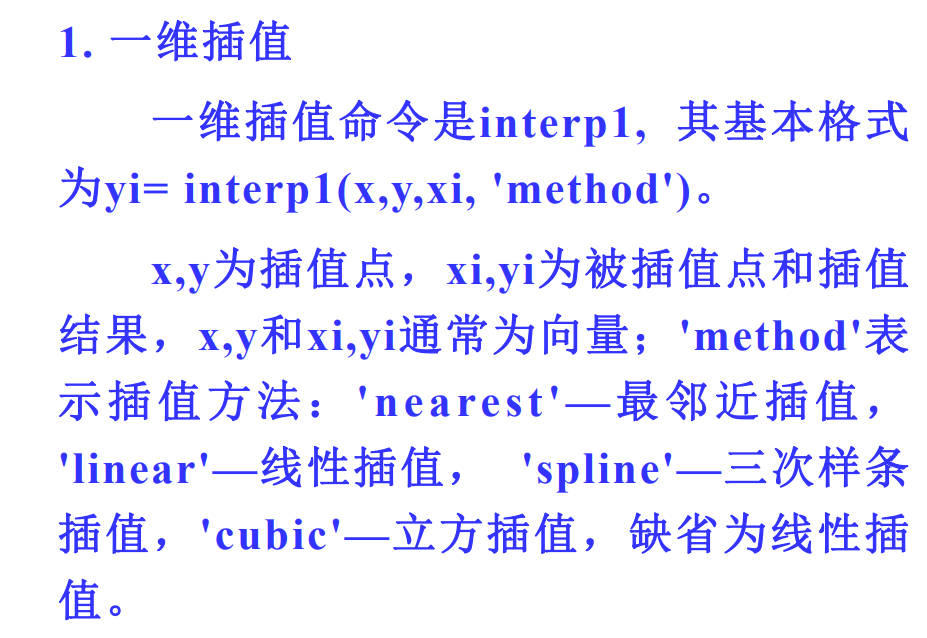 1. 一维插值
一维插值命令是interp1, 其基本格式
为yi= interp1(x,y,xi, 'method')。
x,y为插值点，xi,yi为被插值点和插值
结果，x,y和xi,yi通常为向量；'method'表
示插值方法：'nearest'—最邻近插值，
'linear'—线性插值， 'spline'—三次样条
插值，'cubic'—立方插值，缺省为线性插
值。